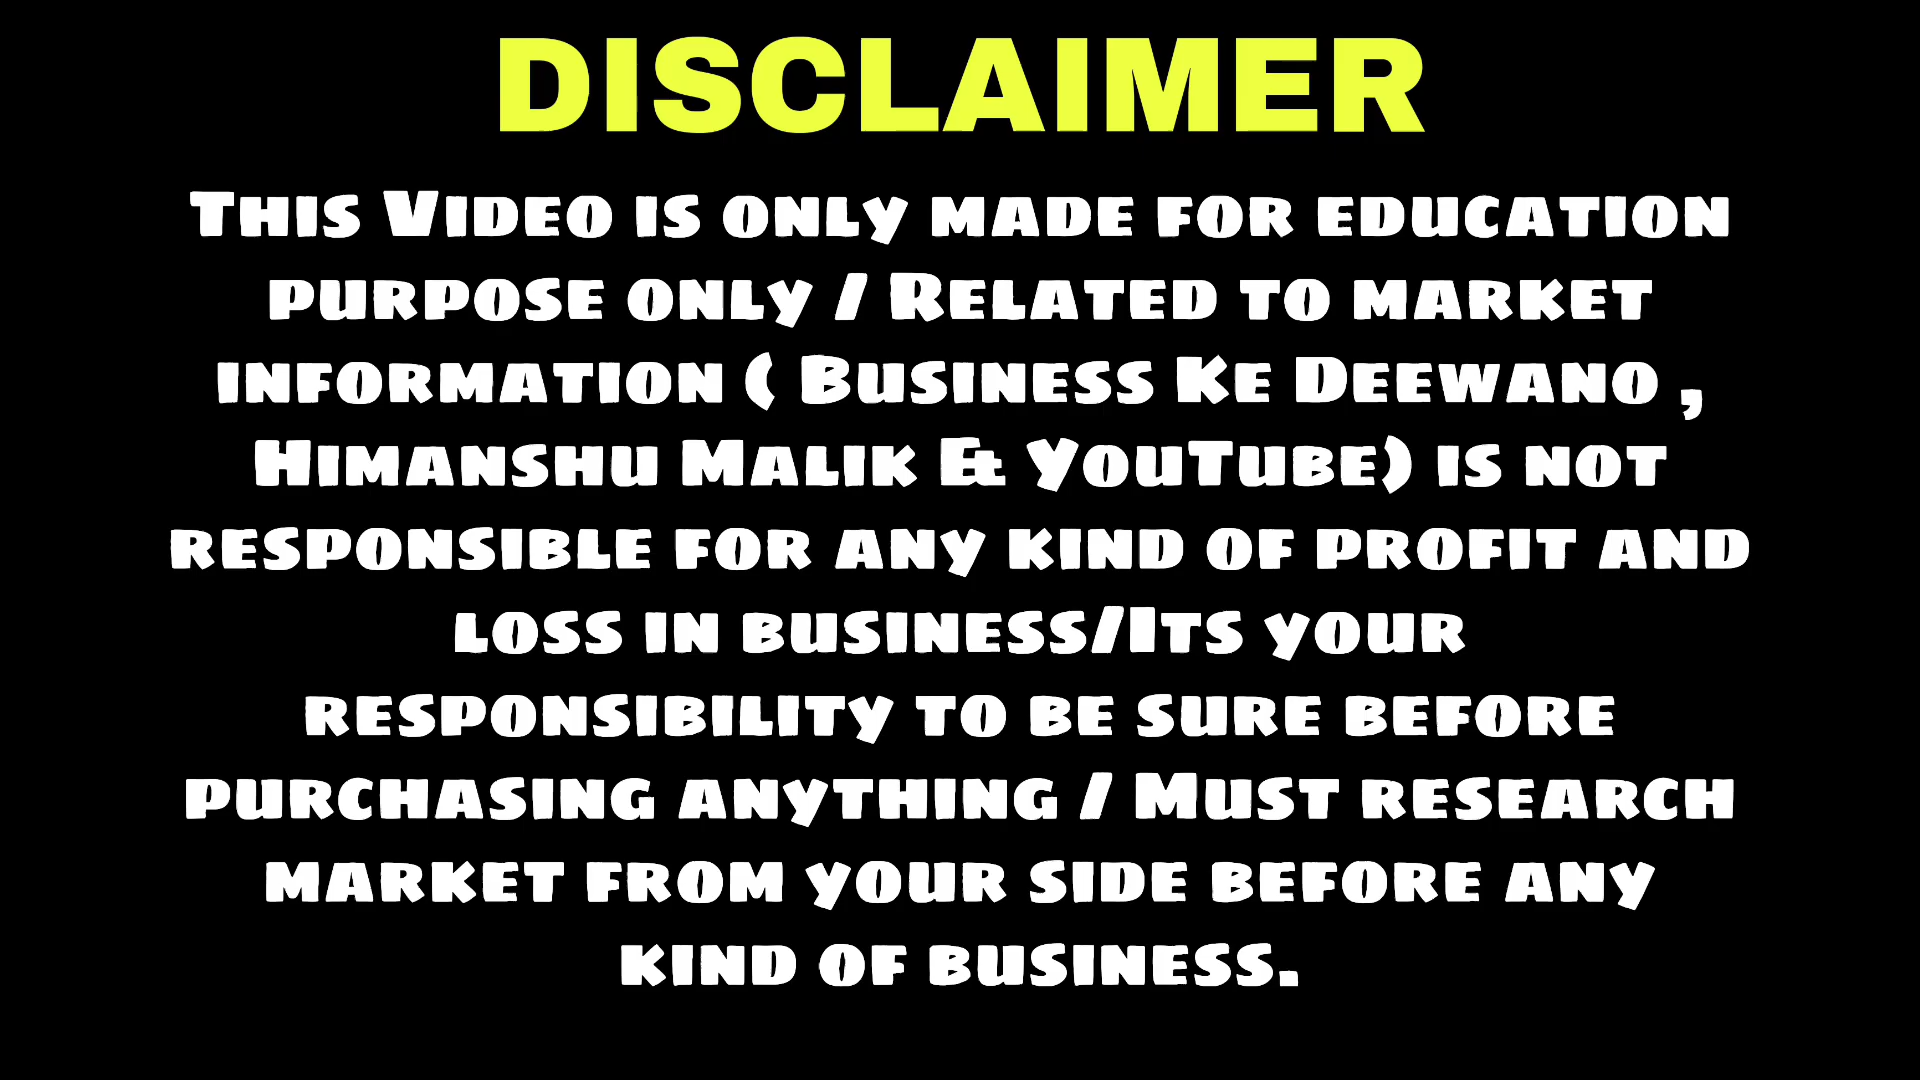 DISCLAIMER
This Video is only made for education
purpose only / Related to market
information ( Business Ke Deewano ,
Himanshu Malik & YouTube) is not
responsible for any kind of profit and
loss in business/Its your
responsibility to be sure before
purchasing anything / Must research
market from your side before any
kind of business.